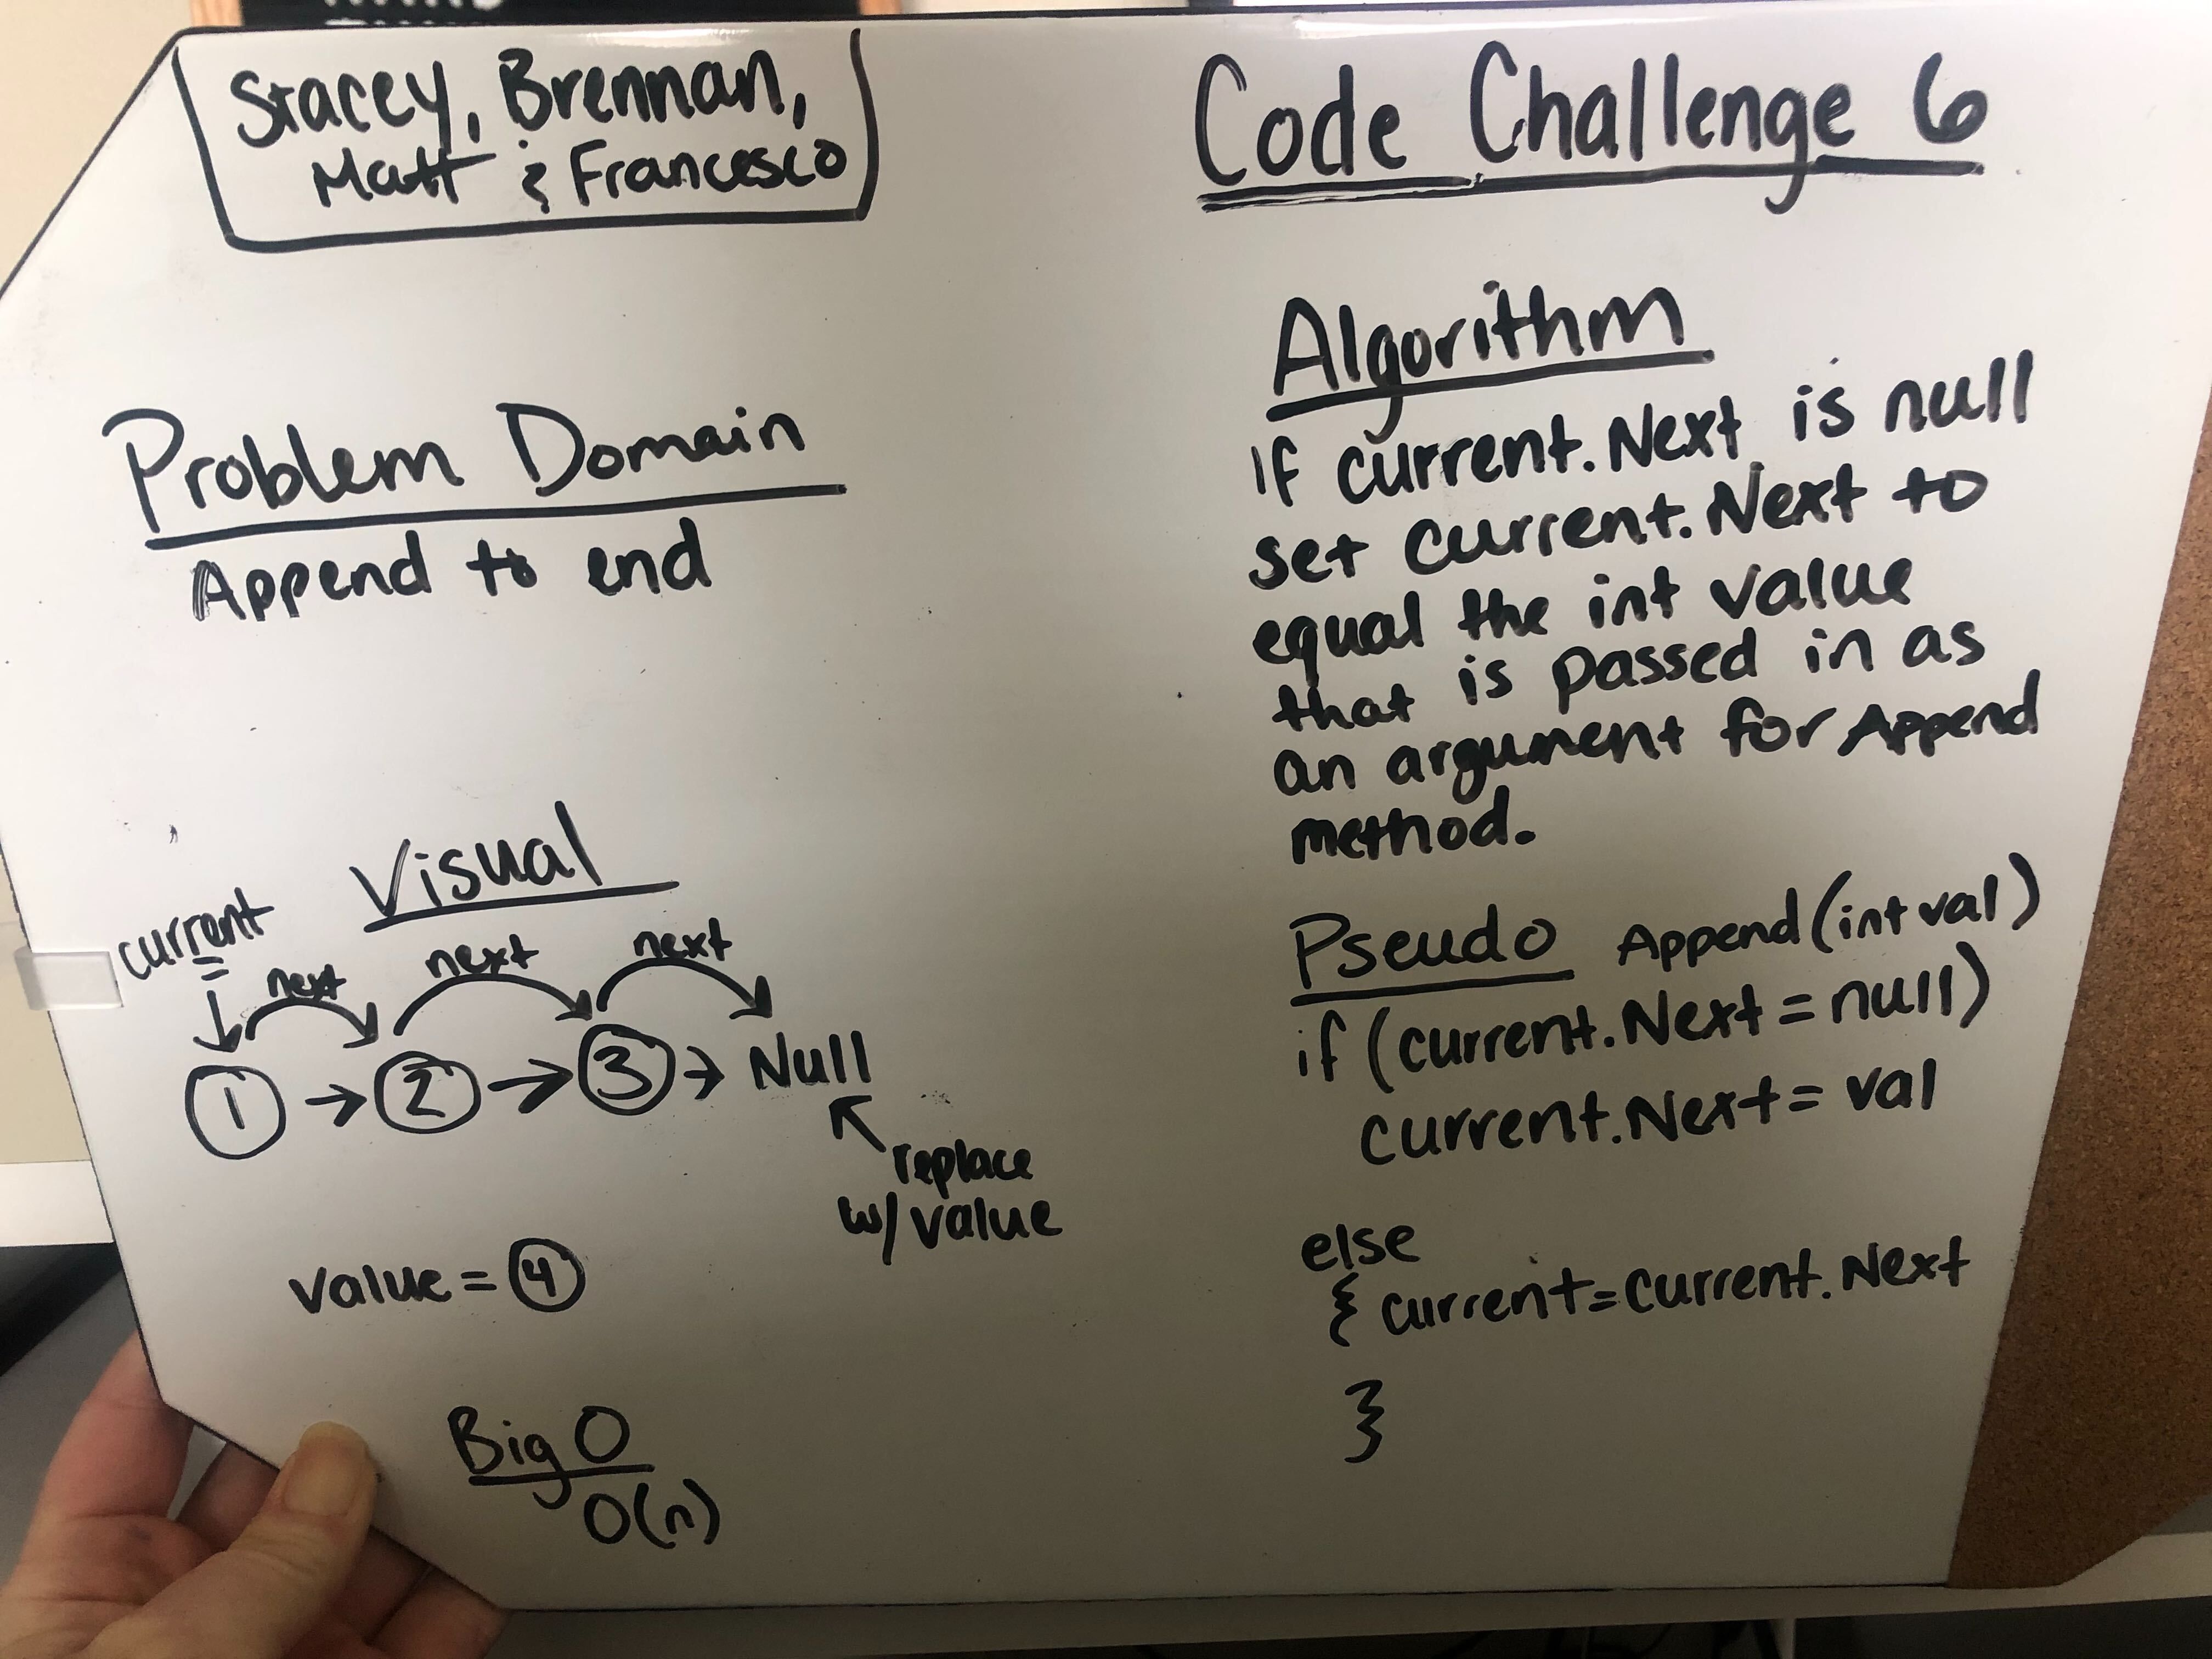 Stacey, Brennan,
Matt & Francesco
Code Challenge 6
Problem Domain
Append to end
Visual
current
=
next
next
next
1 → 2 → 3 → Null
replace
w/ value
value = 4
Big O
O(n)
Algorithm
If current.Next is null
set current.Next to
equal the int value
that is passed in as
an argument for Append
method.
Pseudo Append(int val)
if (current.Next = null)
current.Next = val
else
{ current = current.Next
}